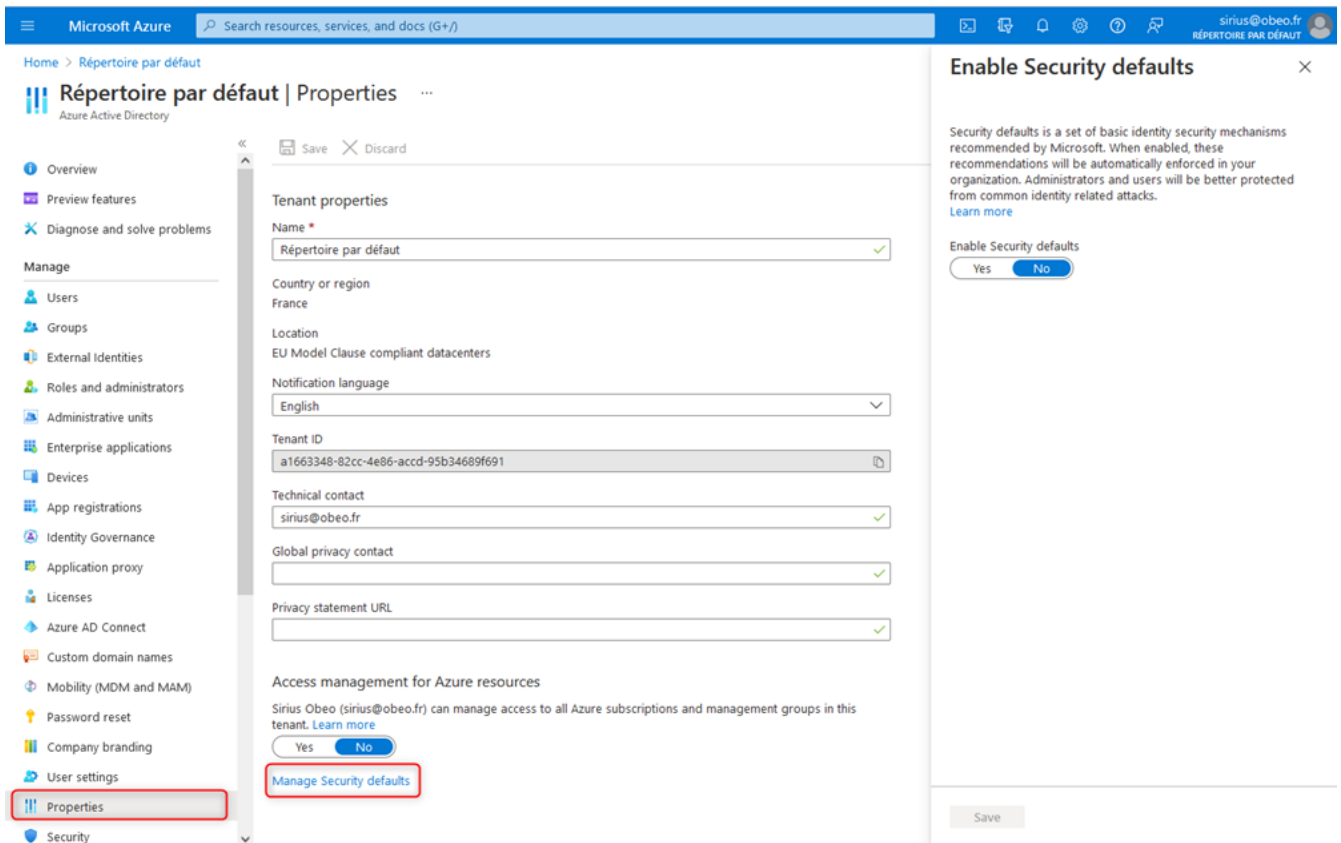 Microsoft Azure
Search resources, services, and docs (G+/)
sirius@obeo.fr
RÉPERTOIRE PAR DÉFAUT
Home > Répertoire par défaut
Répertoire par défaut | Properties ...
Azure Active Directory
«
Overview
Preview features
Diagnose and solve problems
Manage
Users
Groups
External Identities
Roles and administrators
Administrative units
Enterprise applications
Devices
App registrations
Identity Governance
Application proxy
Licenses
Azure AD Connect
Custom domain names
Mobility (MDM and MAM)
Password reset
Company branding
User settings
Properties
Security
Save Discard
Tenant properties
Name *
Répertoire par défaut
Country or region
France
Location
EU Model Clause compliant datacenters
Notification language
English
Tenant ID
a1663348-82cc-4e86-accd-95b34689f691
Technical contact
sirius@obeo.fr
Global privacy contact
Privacy statement URL
Access management for Azure resources
Sirius Obeo (sirius@obeo.fr) can manage access to all Azure subscriptions and management groups in this
tenant. Learn more
Yes No
Manage Security defaults
Enable Security defaults
Security defaults is a set of basic identity security mechanisms
recommended by Microsoft. When enabled, these
recommendations will be automatically enforced in your
organization. Administrators and users will be better protected
from common identity related attacks.
Learn more
Enable Security defaults
Yes No
Save